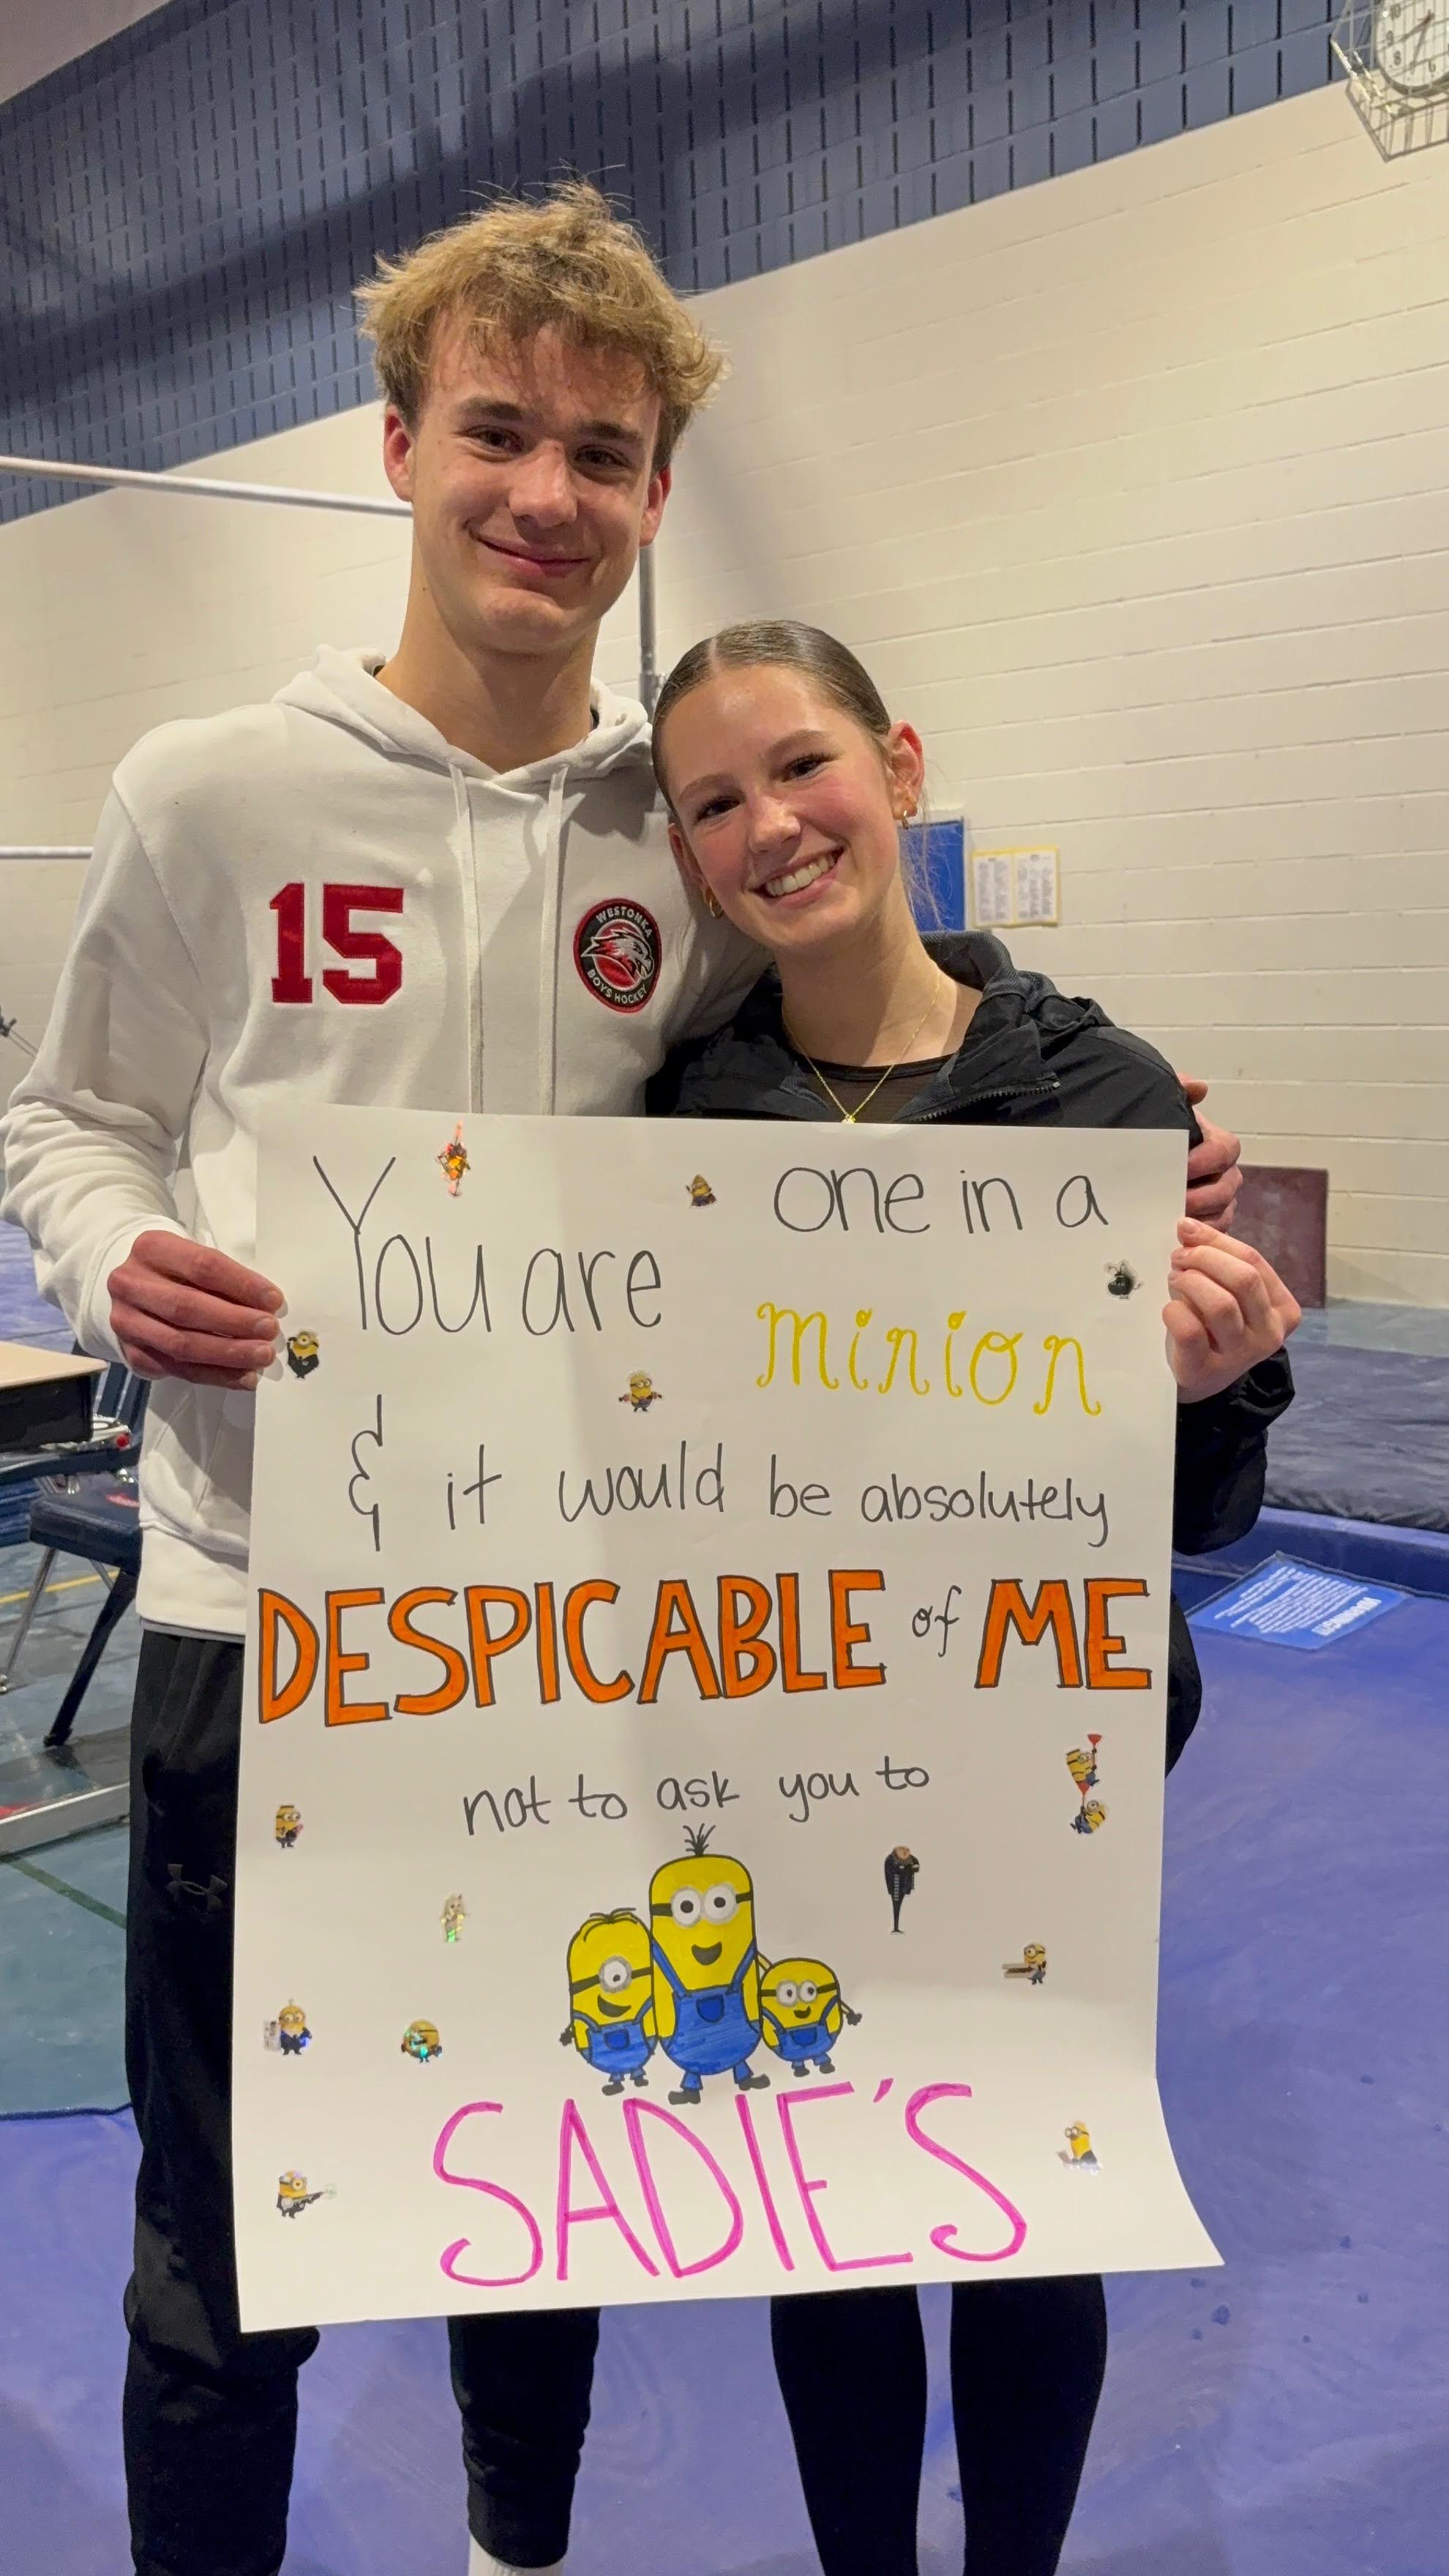 15
WESTONKA
BOYS HOCKEY
You are
one in a
minion
& it would be absolutely
DESPICABLE of ME
not to ask you to
SADIE'S